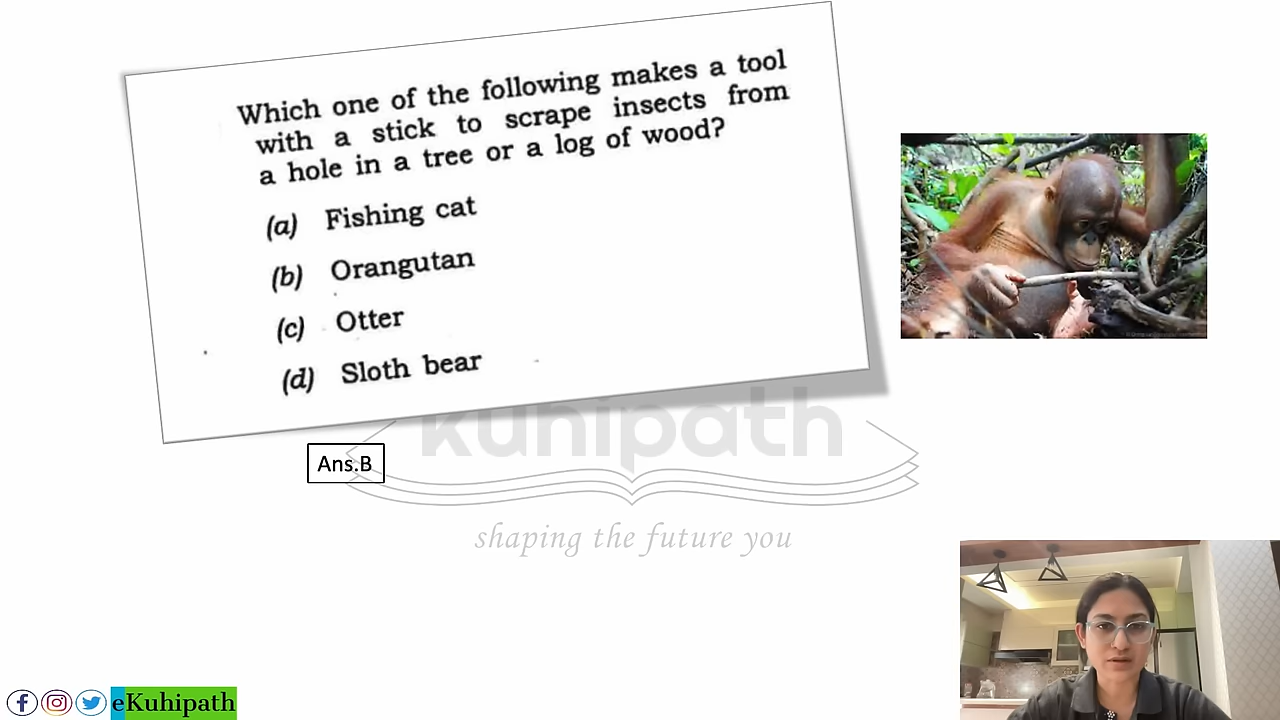 Which one of the following makes a tool
with a stick to scrape insects from
a hole in a tree or a log of wood?
(a) Fishing cat
(b) Orangutan
(c) Otter
(d) Sloth bear
kuhipath
Ans.B
shaping the future you
eKuhipath